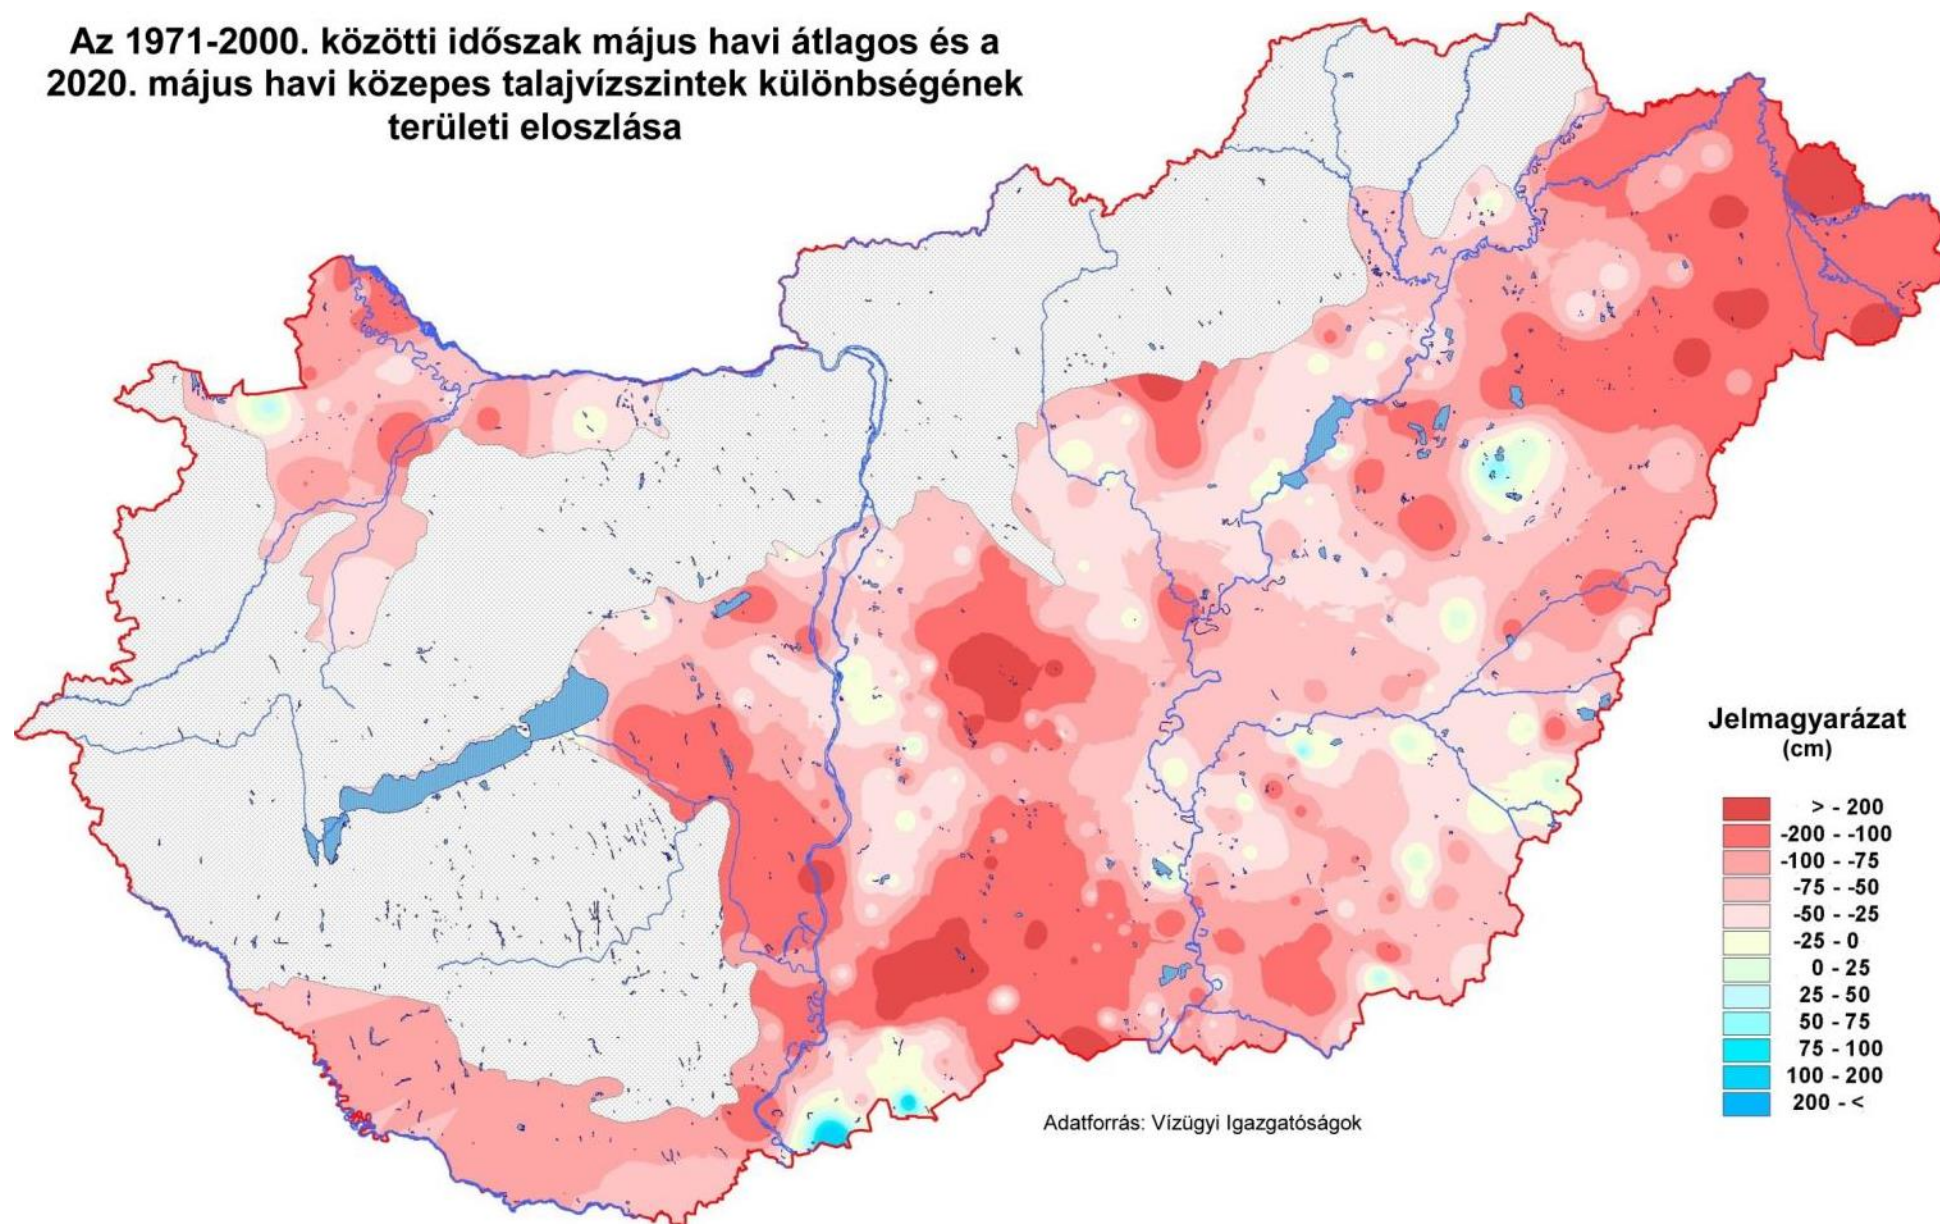 Az 1971-2000. közötti időszak május havi átlagos és a
2020. május havi közepes talajvízszintek különbségének
területi eloszlása
Jelmagyarázat
(cm)
> - 200
-200 - -100
-100 - -75
-75 - -50
-50 - -25
-25 - 0
0 - 25
25 - 50
50 - 75
75 - 100
100 - 200
200 - <
Adatforrás: Vízügyi Igazgatóságok